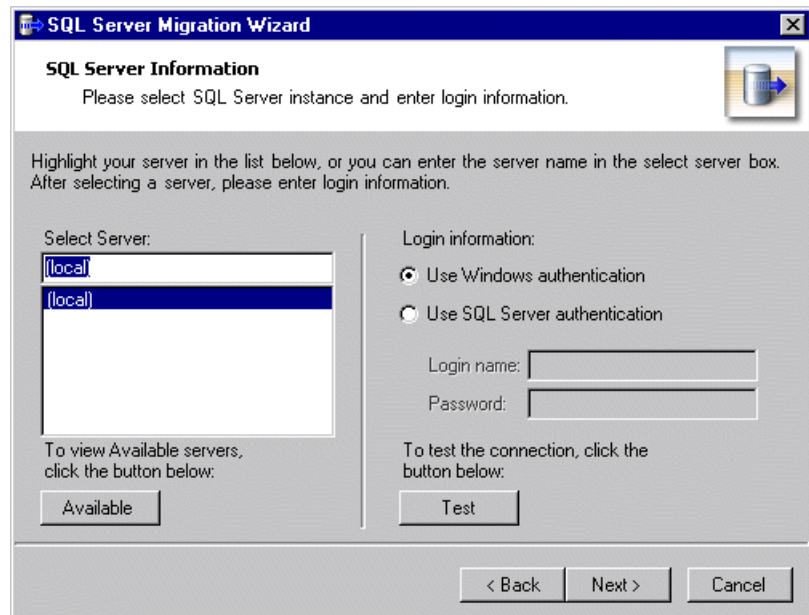 SQL Server Migration Wizard
SQL Server Information
Please select SQL Server instance and enter login information.
Highlight your server in the list below, or you can enter the server name in the select server box.
After selecting a server, please enter login information.
Select Server:
(local)
(local)
To view Available servers,
click the button below:
Available
Login information:
Use Windows authentication
Use SQL Server authentication
Login name:
Password:
To test the connection, click the
button below:
Test
< Back
Next >
Cancel